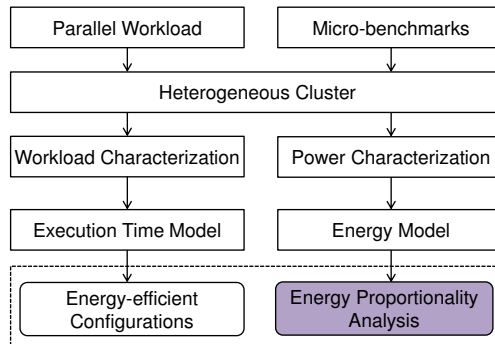 Parallel Workload
Micro-benchmarks
Heterogeneous Cluster
Workload Characterization
Power Characterization
Execution Time Model
Energy Model
Energy-efficient
Configurations
Energy Proportionality
Analysis